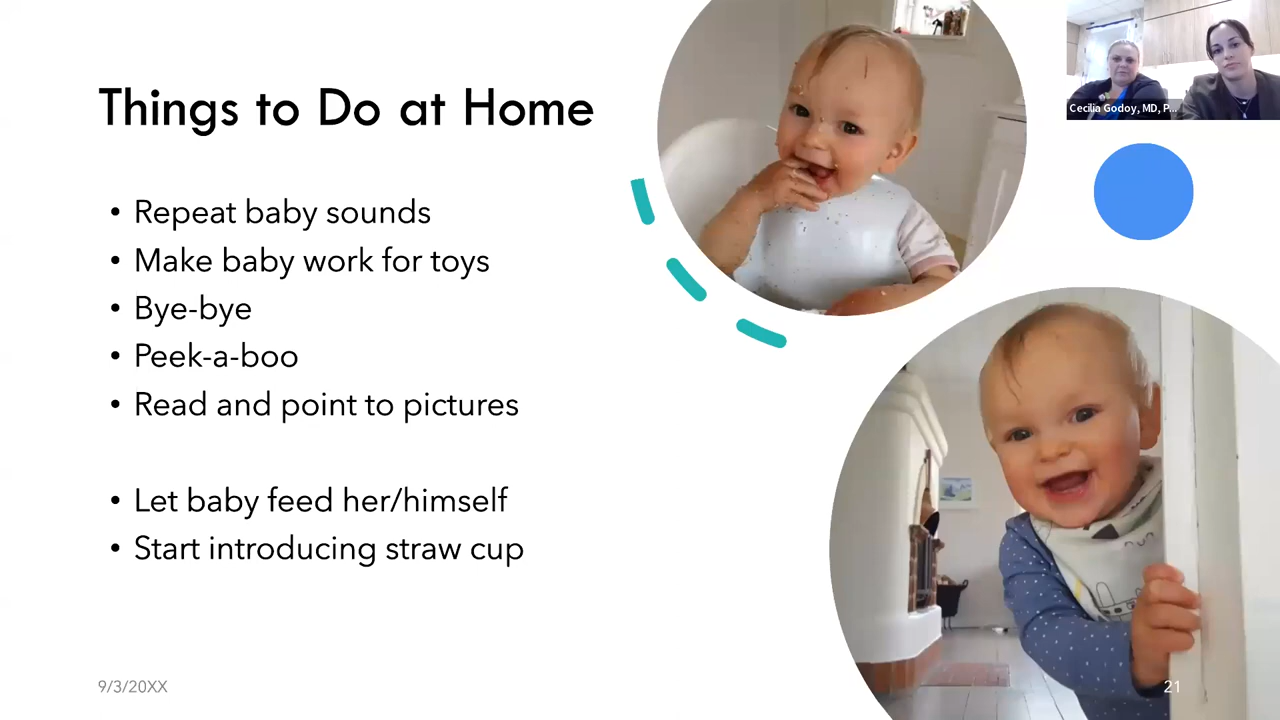 Things to Do at Home
• Repeat baby sounds
• Make baby work for toys
• Bye-bye
• Peek-a-boo
• Read and point to pictures
• Let baby feed her/himself
• Start introducing straw cup
9/3/20XX
21
Cecilia Godoy, MD, P...